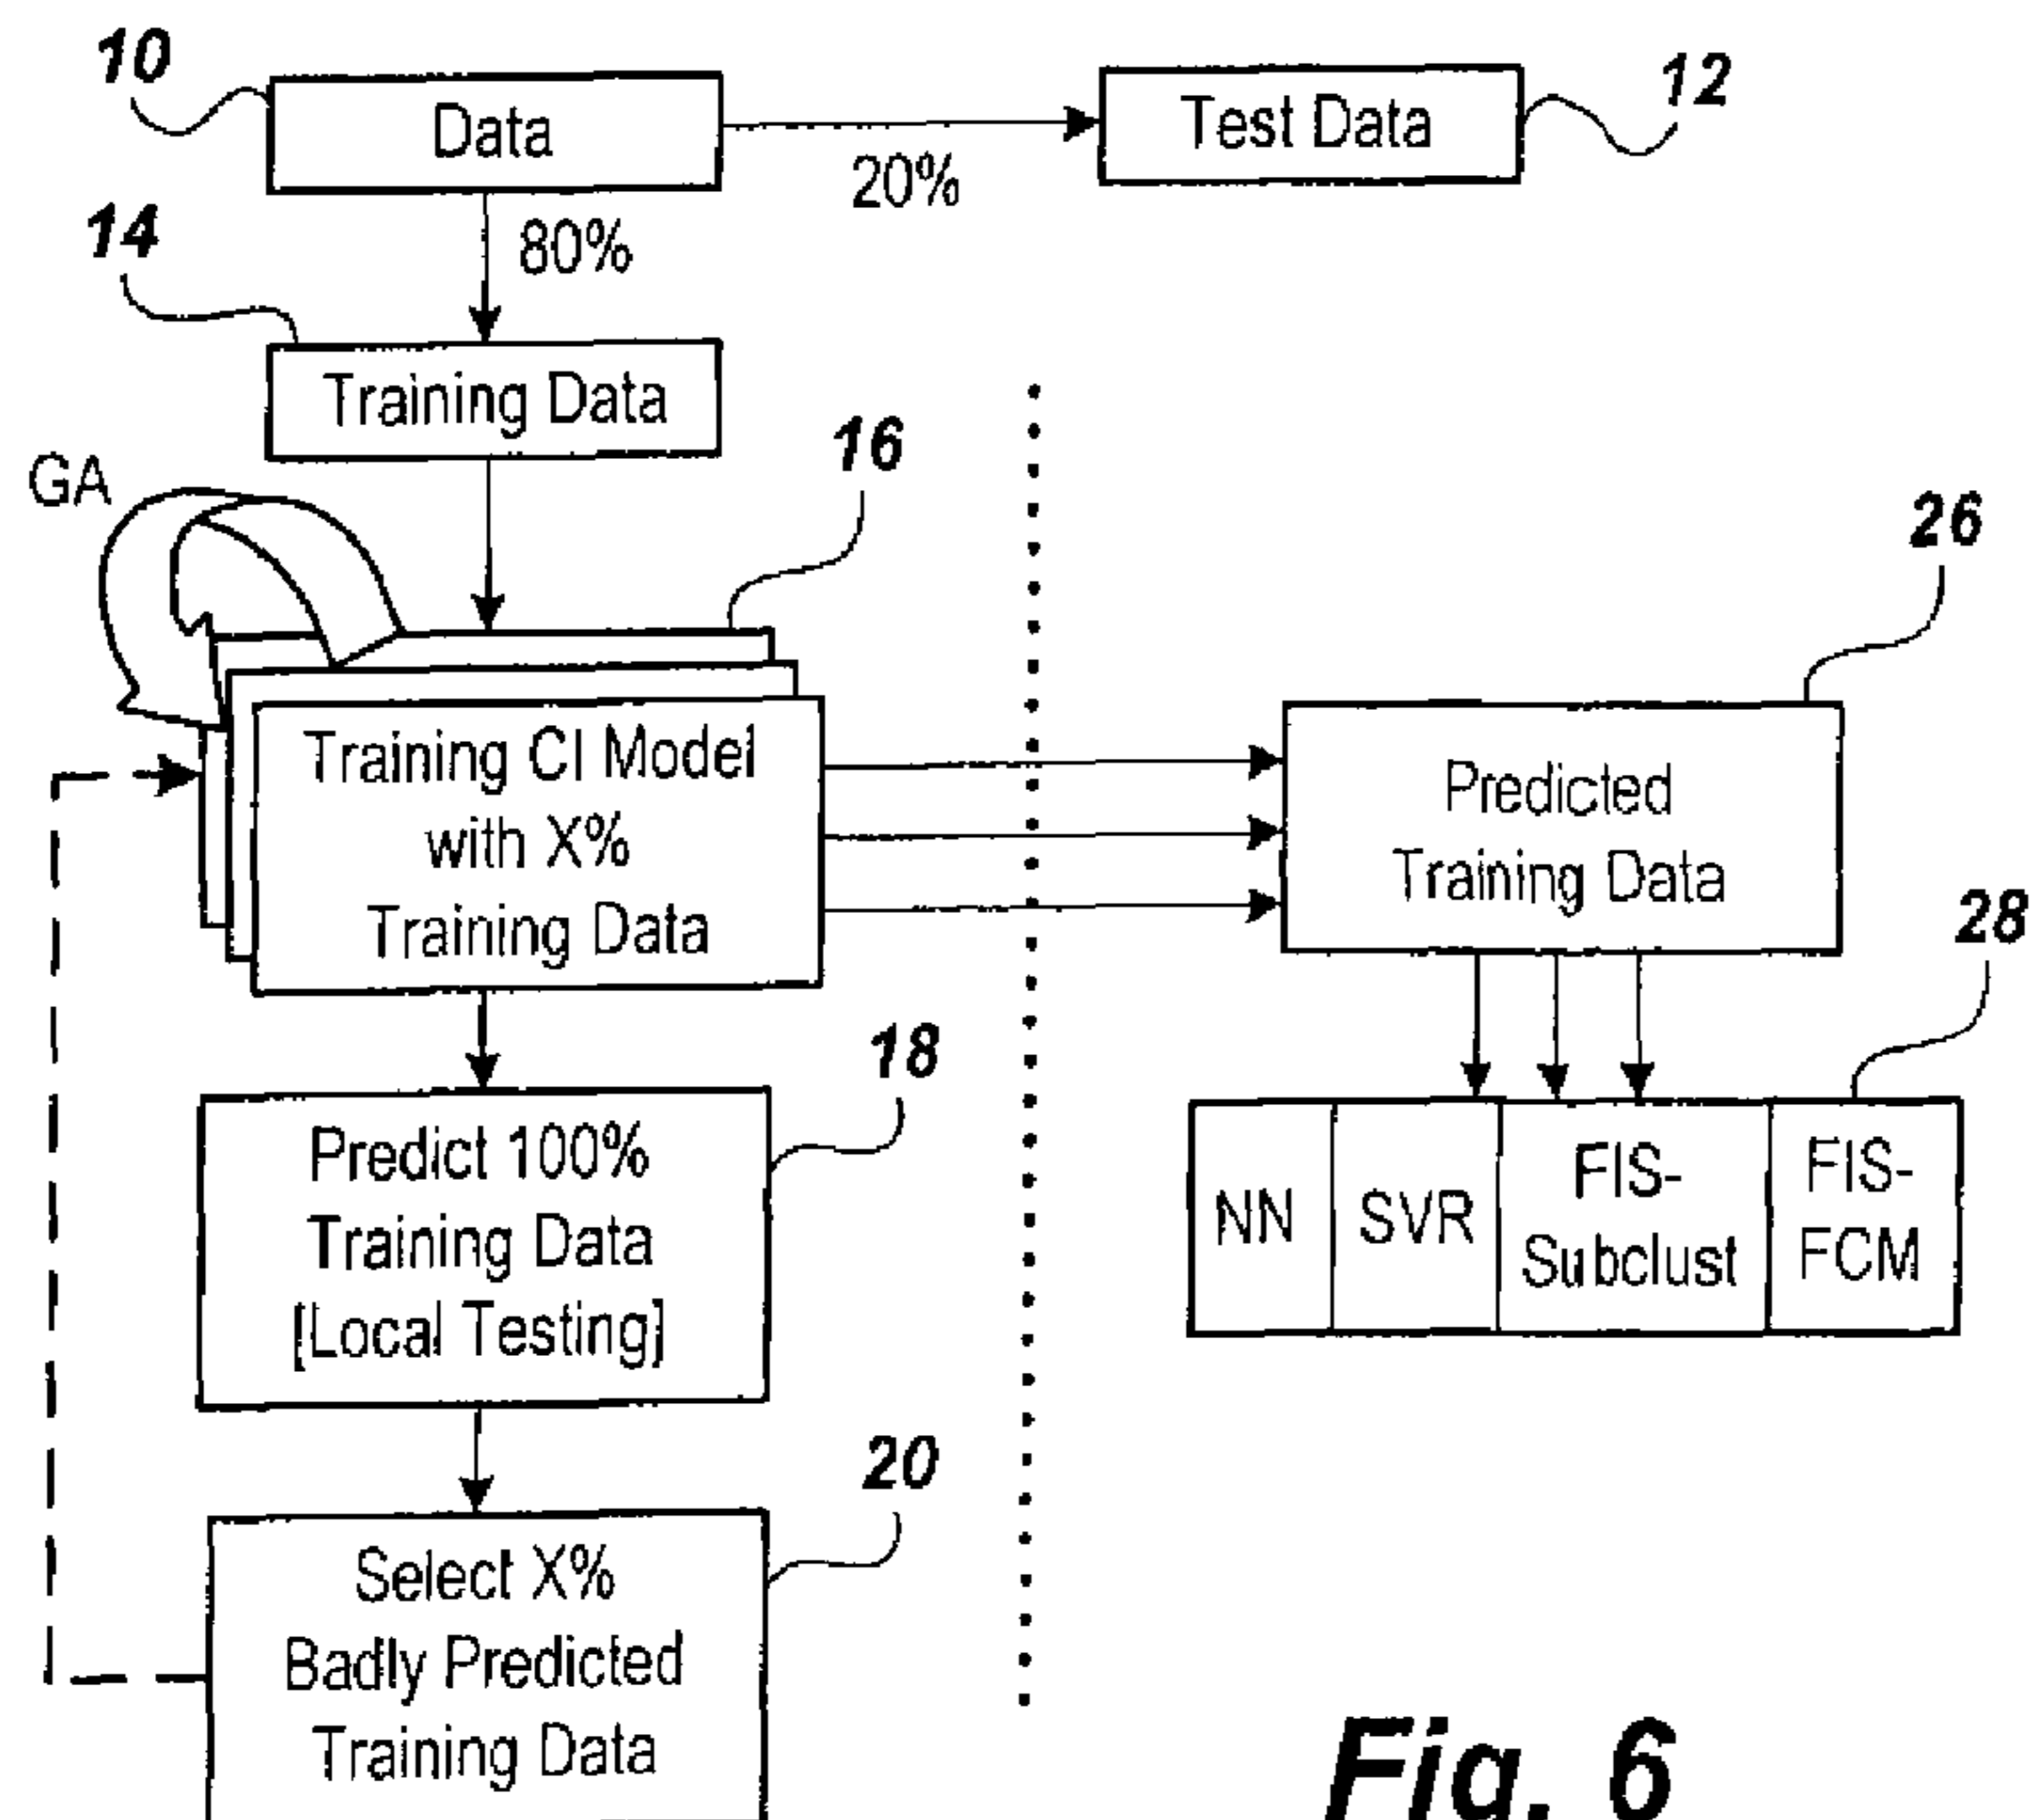 10
Data
20%
Test Data
12
14
80%
Training Data
GA
16
Training CI Model
with X%
Training Data
26
Predicted
Training Data
18
Predict 100%
Training Data
[Local Testing]
28
NN
SVR
FIS-
Subclust
FIS-
FCM
20
Select X%
Badly Predicted
Training Data
Fig. 6